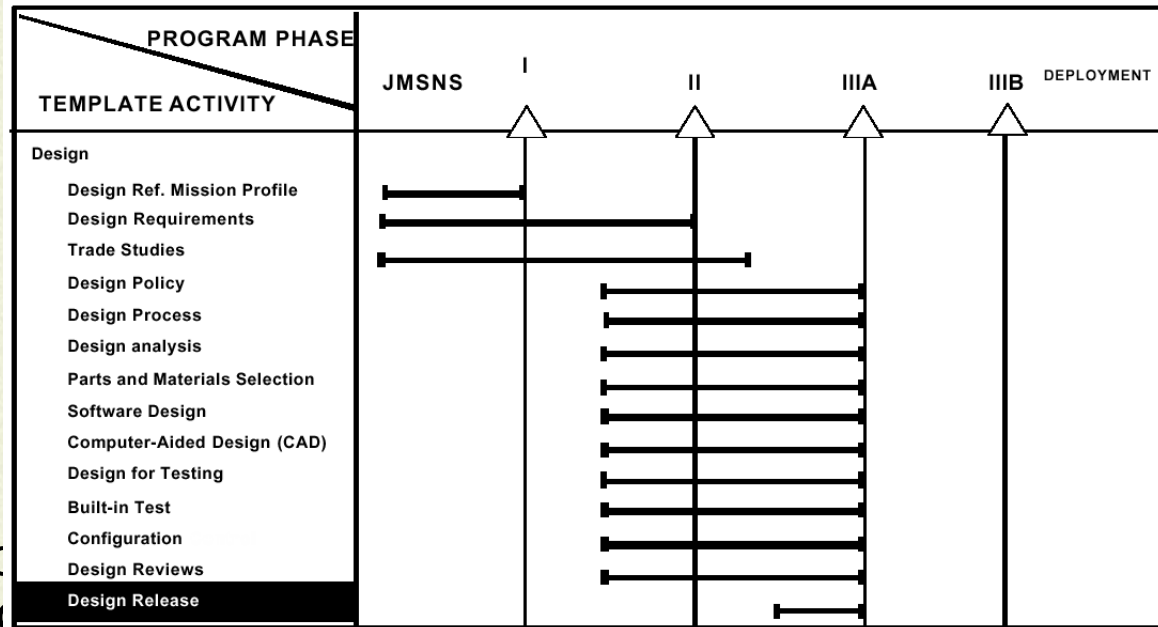 PROGRAM PHASE
TEMPLATE ACTIVITY
JMSNS
I
II
IIIA
IIIB
DEPLOYMENT
Design
Design Ref. Mission Profile
Design Requirements
Trade Studies
Design Policy
Design Process
Design analysis
Parts and Materials Selection
Software Design
Computer-Aided Design (CAD)
Design for Testing
Built-in Test
Configuration
Design Reviews
Design Release